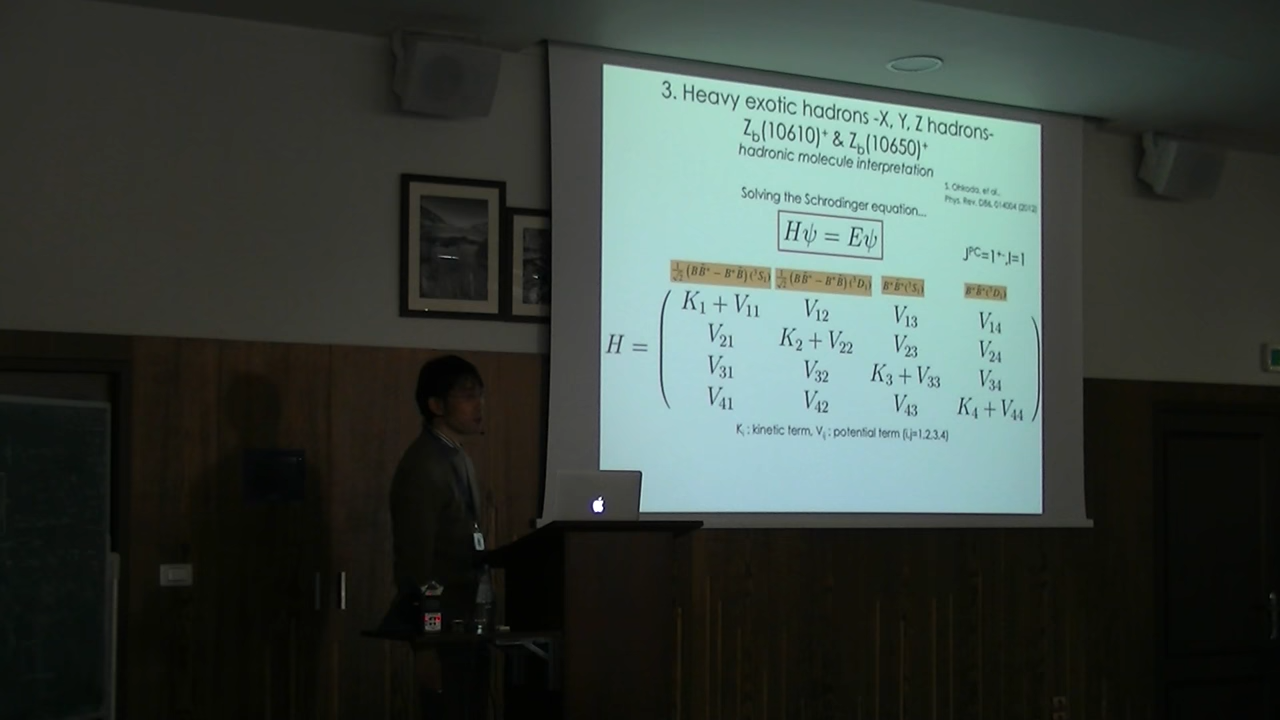 3. Heavy exotic hadrons -X, Y, Z hadrons-
Z_b(10610)⁺ & Z_b(10650)⁺
hadronic molecule interpretation
S. Ohkoda, et al.,
Phys. Rev. D86, 014004 (2012)
Solving the Schrodinger equation...
Hψ = Eψ
J^PC=1^+-, I=1
1/√2 (BB̄* − B*B̄)(³S₁) 1/√2 (BB̄* − B*B̄)(³D₁) B*B̄*(³S₁) B*B̄*(³D₁)
K₁ + V₁₁ V₁₂ V₁₃ V₁₄
V₂₁ K₂ + V₂₂ V₂₃ V₂₄
H =
V₃₁ V₃₂ K₃ + V₃₃ V₃₄
V₄₁ V₄₂ V₄₃ K₄ + V₄₄
K_i : kinetic term, V_ij : potential term (i,j=1,2,3,4)